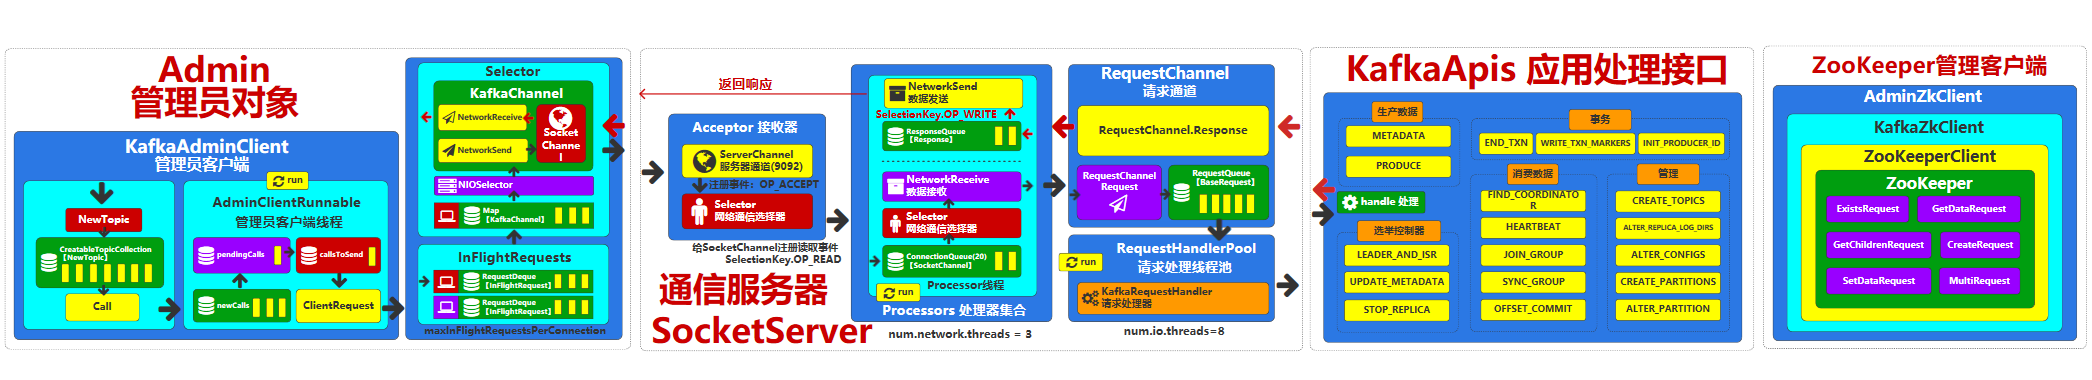 Admin
管理员对象
KafkaAdminClient
管理员客户端
NewTopic
CreatableTopicCollection
【NewTopic】
Call
run
AdminClientRunnable
管理员客户端线程
pendingCalls
callsToSend
newCalls
ClientRequest
Selector
KafkaChannel
NetworkReceive
NetworkSend
Socket
Channe
l
NIOSelector
Map
【KafkaChannel】
InFlightRequests
RequestDeque
【InFlightRequest】
RequestDeque
【InFlightRequest】
maxInFlightRequestsPerConnection
返回响应
Acceptor 接收器
ServerChannel
服务器通道(9092)
注册事件：OP_ACCEPT
Selector
网络通信选择器
给SocketChannel注册读取事件
SelectionKey.OP_READ
通信服务器
SocketServer
NetworkSend
数据发送
SelectionKey.OP_WRITE
ResponseQueue
【Response】
NetworkReceive
数据接收
Selector
网络通信选择器
ConnectionQueue(20)
【SocketChannel】
run
Processor线程
Processors 处理器集合
num.network.threads = 3
RequestChannel
请求通道
RequestChannel.Response
RequestChannel
Request
RequestQueue
【BaseRequest】
RequestHandlerPool
请求处理线程池
run
KafkaRequestHandler
请求处理器
num.io.threads=8
KafkaApis 应用处理接口
生产数据
METADATA
PRODUCE
handle 处理
选举控制器
LEADER_AND_ISR
UPDATE_METADATA
STOP_REPLICA
事务
END_TXN
WRITE_TXN_MARKERS
INIT_PRODUCER_ID
消费数据
FIND_COORDINATO
R
HEARTBEAT
JOIN_GROUP
SYNC_GROUP
OFFSET_COMMIT
管理
CREATE_TOPICS
ALTER_REPLICA_LOG_DIRS
ALTER_CONFIGS
CREATE_PARTITIONS
ALTER_PARTITION
ZooKeeper管理客户端
AdminZkClient
KafkaZkClient
ZooKeeperClient
ZooKeeper
ExistsRequest
GetDataRequest
GetChildrenRequest
CreateRequest
SetDataRequest
MultiRequest